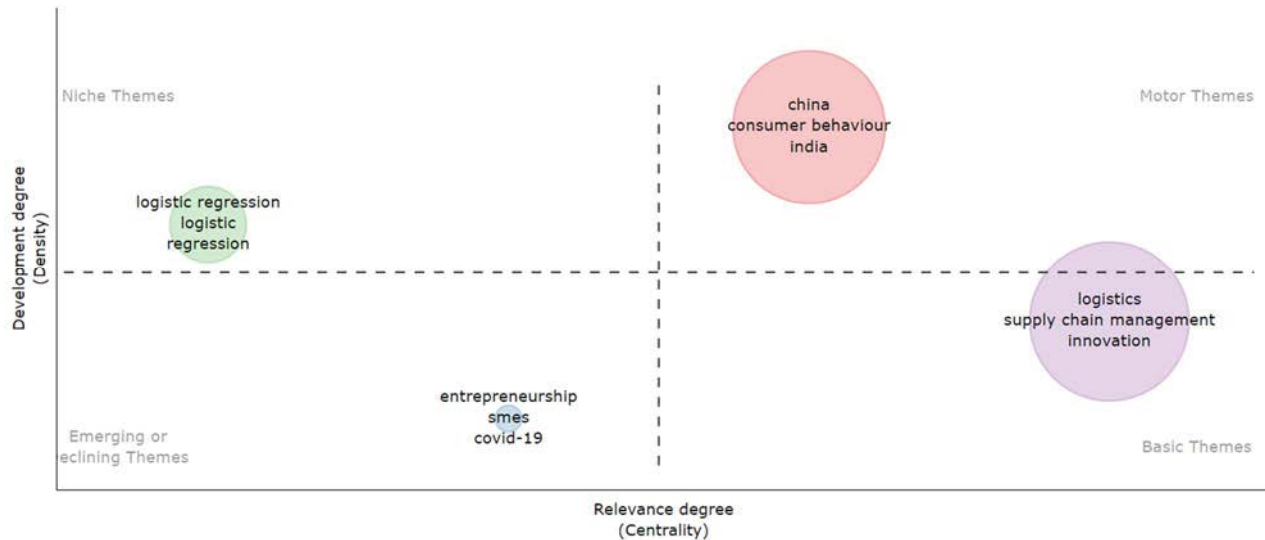 Niche Themes
Motor Themes
china
consumer behaviour
india
logistic regression
logistic
regression
Development degree
(Density)
logistics
supply chain management
innovation
entrepreneurship
smes
covid-19
Emerging or
eclining Themes
Basic Themes
Relevance degree
(Centrality)